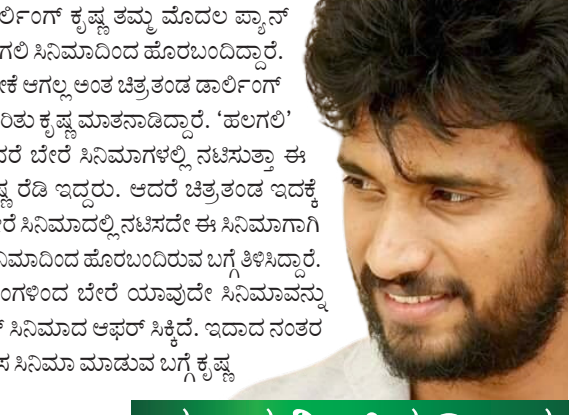 ರ್ಲಿಂಗ್ ಕೃಷ್ಣ ತಮ್ಮ ಮೊದಲ ಪ್ಯಾನ್
ಗಲಿ ಸಿನಿಮಾದಿಂದ ಹೊರಬಂದಿದ್ದಾರೆ.
ೇಕೆ ಆಗಲ್ಲ ಅಂತ ಚಿತ್ರತಂಡ ಡಾರ್ಲಿಂಗ್
ರಿತು ಕೃಷ್ಣ ಮಾತನಾಡಿದ್ದಾರೆ. ‘ಹಲಗಲಿ’
ದರೆ ಬೇರೆ ಸಿನಿಮಾಗಳಲ್ಲಿ ನಟಿಸುತ್ತಾ ಈ
ಷ್ಣ ರೆಡಿ ಇದ್ದರು. ಆದರೆ ಚಿತ್ರತಂಡ ಇದಕ್ಕೆ
ರೆ ಸಿನಿಮಾದಲ್ಲಿ ನಟಿಸದೇ ಈ ಸಿನಿಮಾಗಾಗಿ
ನಿಮಾದಿಂದ ಹೊರಬಂದಿರುವ ಬಗ್ಗೆ ತಿಳಿಸಿದ್ದಾರೆ.
ಂಗಳಿಂದ ಬೇರೆ ಯಾವುದೇ ಸಿನಿಮಾವನ್ನು
ಸಿನಿಮಾದ ಆಫರ್ ಸಿಕ್ಕಿದೆ. ಇದಾದ ನಂತರ
ಸ ಸಿನಿಮಾ ಮಾಡುವ ಬಗ್ಗೆ ಕೃಷ್ಣ